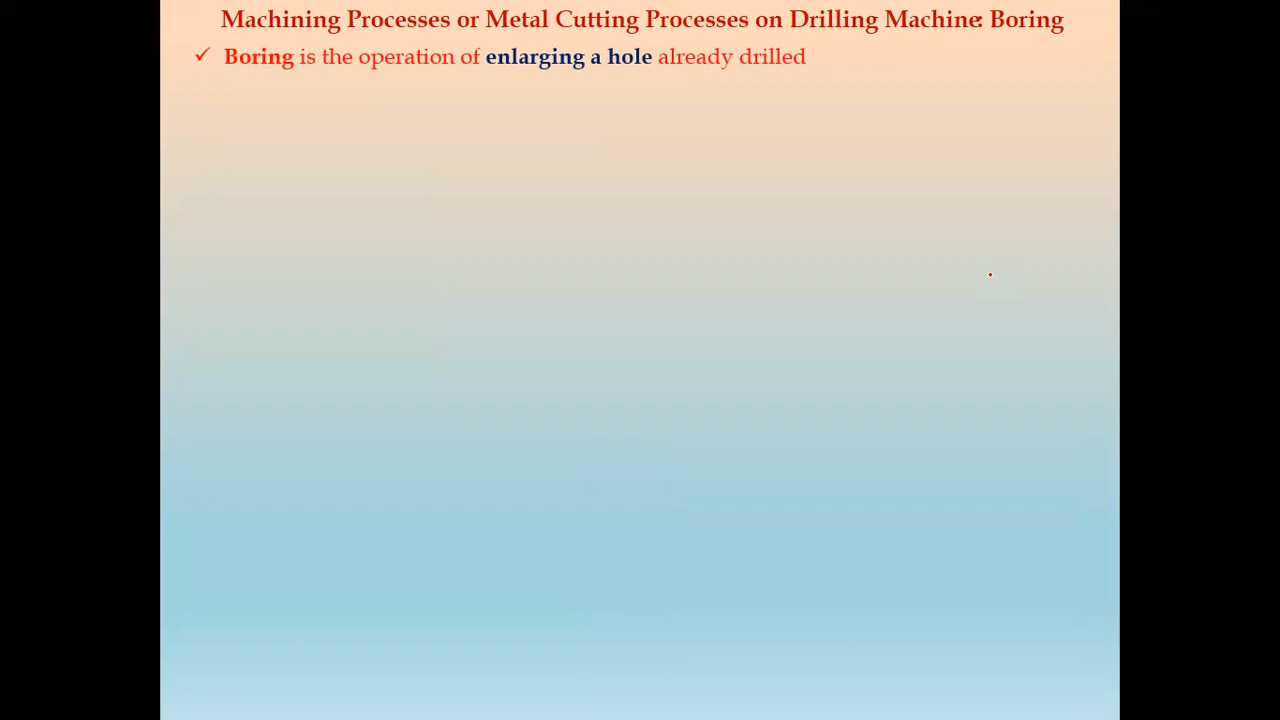 Machining Processes or Metal Cutting Processes on Drilling Machine: Boring
✓ Boring is the operation of enlarging a hole already drilled